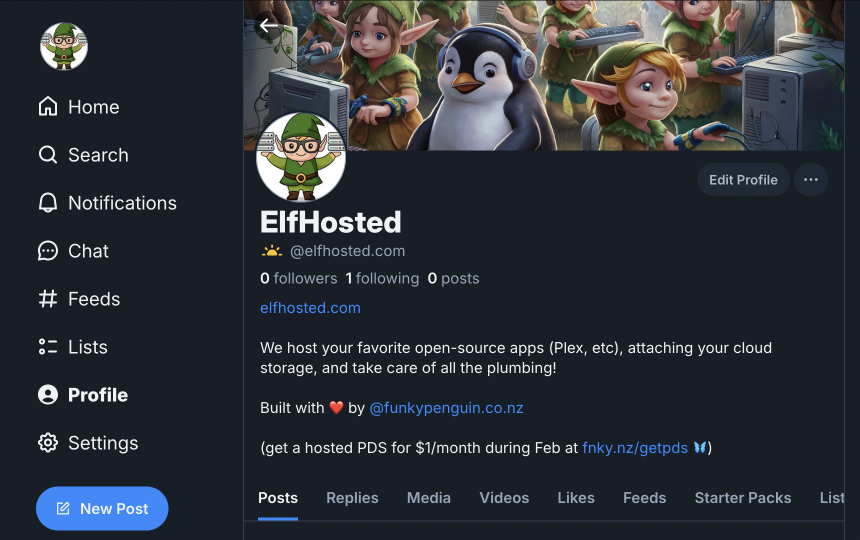 Home
Search
Notifications
Chat
Feeds
Lists
Profile
Settings
New Post
Edit Profile
ElfHosted
@elfhosted.com
0 followers 1 following 0 posts
elfhosted.com
We host your favorite open-source apps (Plex, etc), attaching your cloud
storage, and take care of all the plumbing!
Built with ❤️ by @funkypenguin.co.nz
(get a hosted PDS for $1/month during Feb at fnky.nz/getpds 🦋)
Posts Replies Media Videos Likes Feeds Starter Packs List